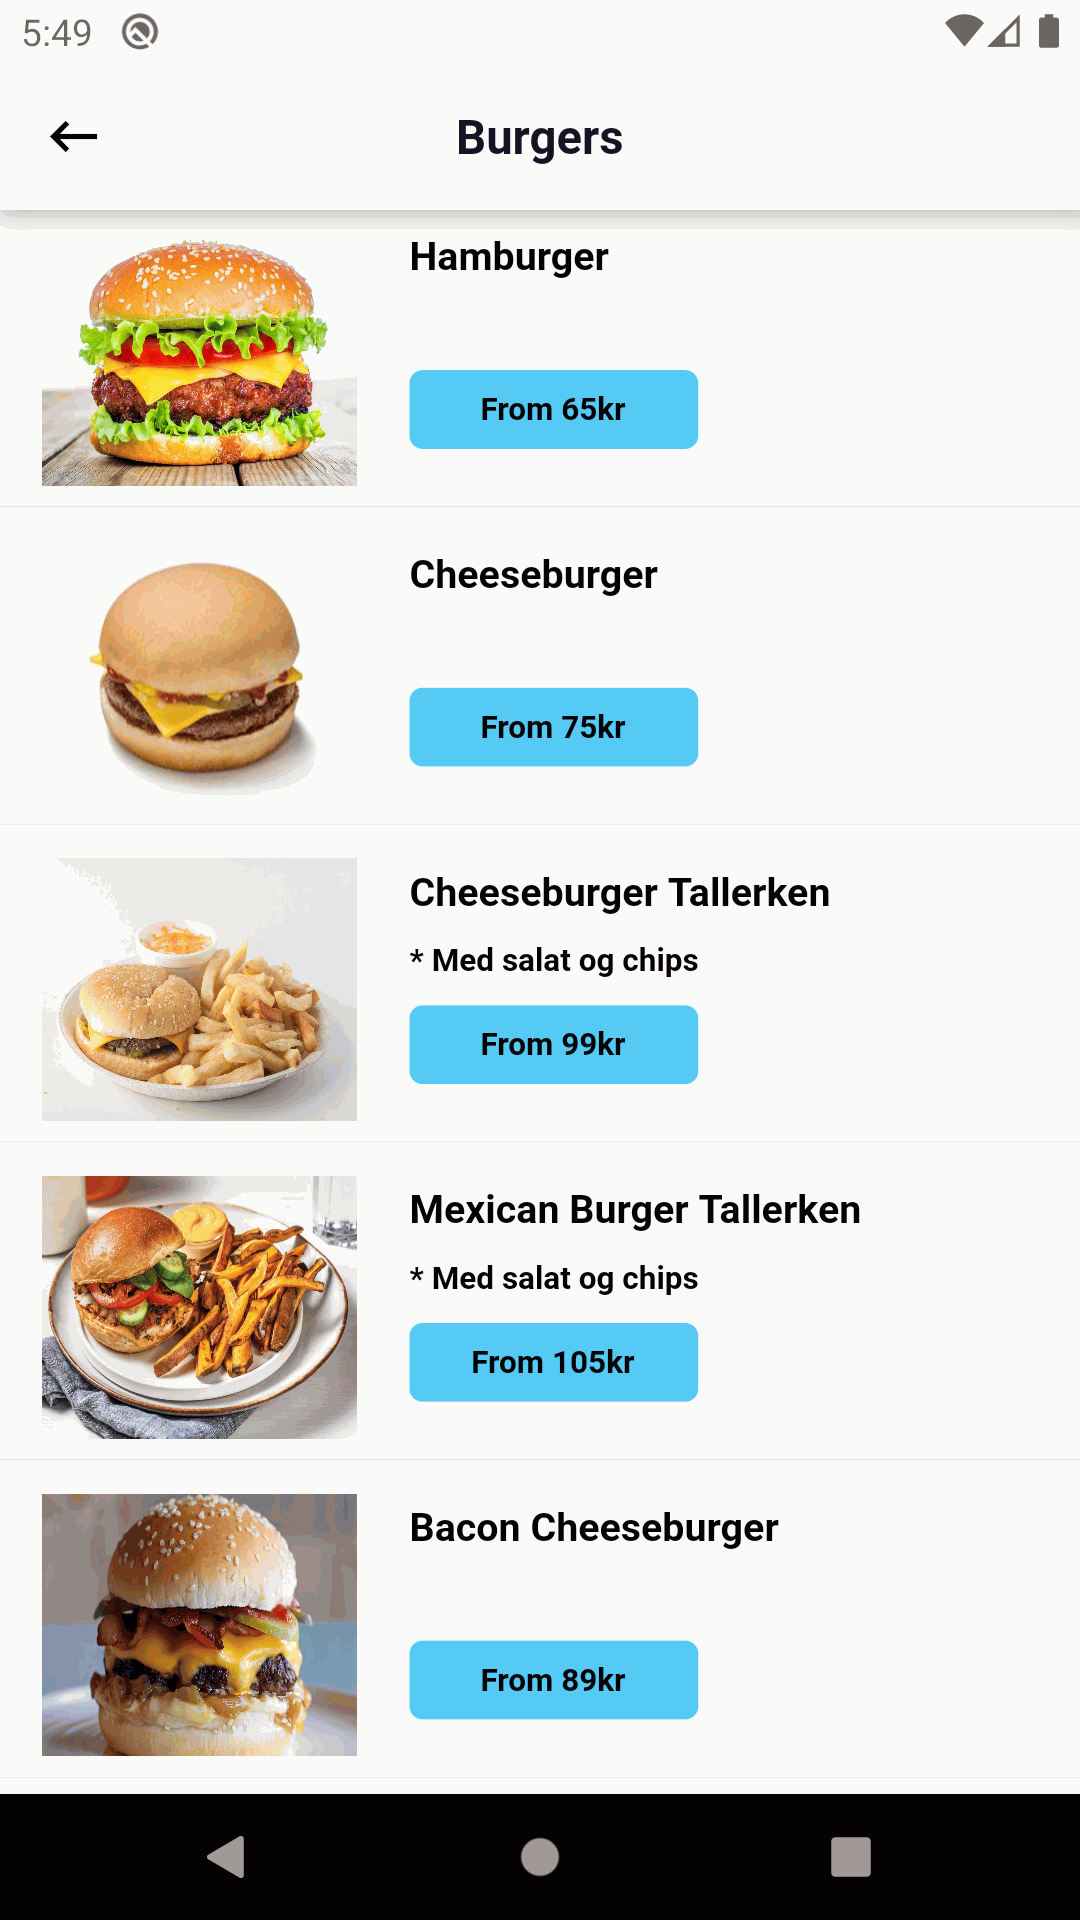 5:49
Burgers
Hamburger
From 65kr
Cheeseburger
From 75kr
Cheeseburger Tallerken
* Med salat og chips
From 99kr
Mexican Burger Tallerken
* Med salat og chips
From 105kr
Bacon Cheeseburger
From 89kr